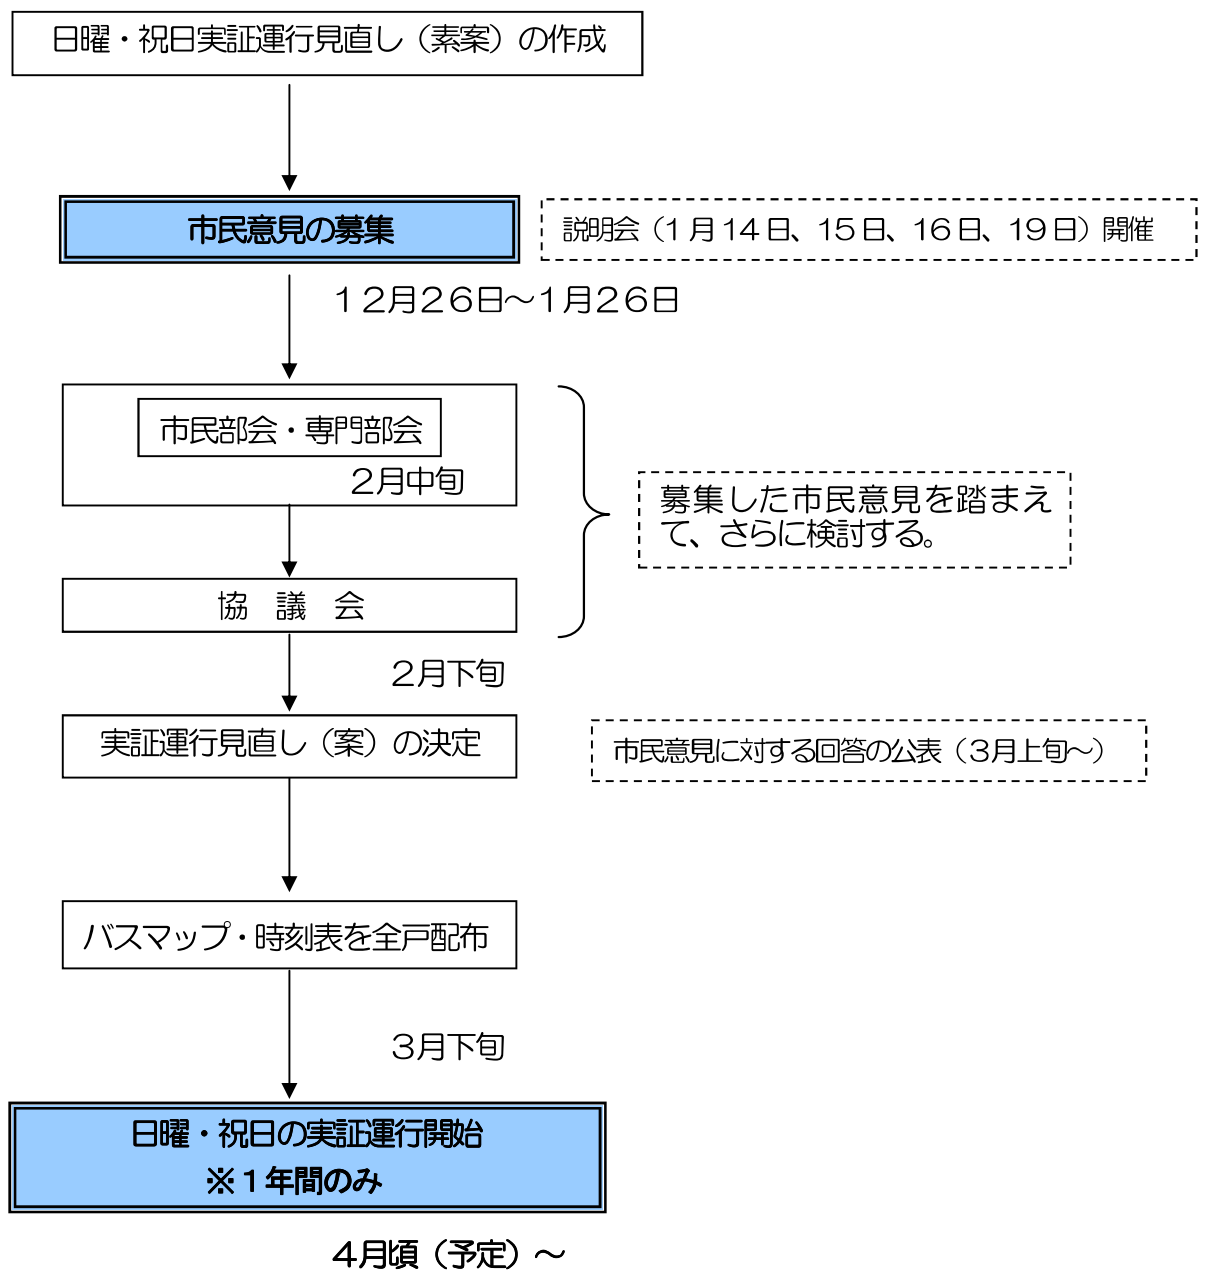 日曜・祝日実証運行見直し（素案）の作成
市民意見の募集
説明会（1月14日、15日、16日、19日）開催
１２月２６日～１月２６日
市民部会・専門部会
２月中旬
募集した市民意見を踏まえ
て、さらに検討する。
協　議　会
２月下旬
実証運行見直し（案）の決定
市民意見に対する回答の公表（３月上旬～）
バスマップ・時刻表を全戸配布
３月下旬
日曜・祝日の実証運行開始
※１年間のみ
４月頃（予定）～